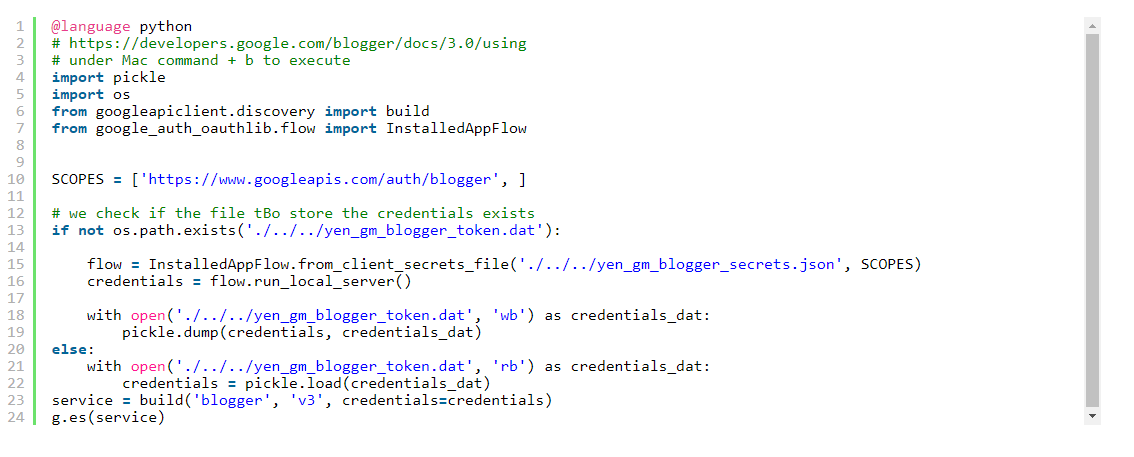 1 @language python
2 # https://developers.google.com/blogger/docs/3.0/using
3 # under Mac command + b to execute
4 import pickle
5 import os
6 from googleapiclient.discovery import build
7 from google_auth_oauthlib.flow import InstalledAppFlow
8
9
10 SCOPES = ['https://www.googleapis.com/auth/blogger', ]
11
12 # we check if the file tBo store the credentials exists
13 if not os.path.exists('./../../yen_gm_blogger_token.dat'):
14
15     flow = InstalledAppFlow.from_client_secrets_file('./../../yen_gm_blogger_secrets.json', SCOPES)
16     credentials = flow.run_local_server()
17
18     with open('./../../yen_gm_blogger_token.dat', 'wb') as credentials_dat:
19         pickle.dump(credentials, credentials_dat)
20 else:
21     with open('./../../yen_gm_blogger_token.dat', 'rb') as credentials_dat:
22         credentials = pickle.load(credentials_dat)
23 service = build('blogger', 'v3', credentials=credentials)
24 g.es(service)